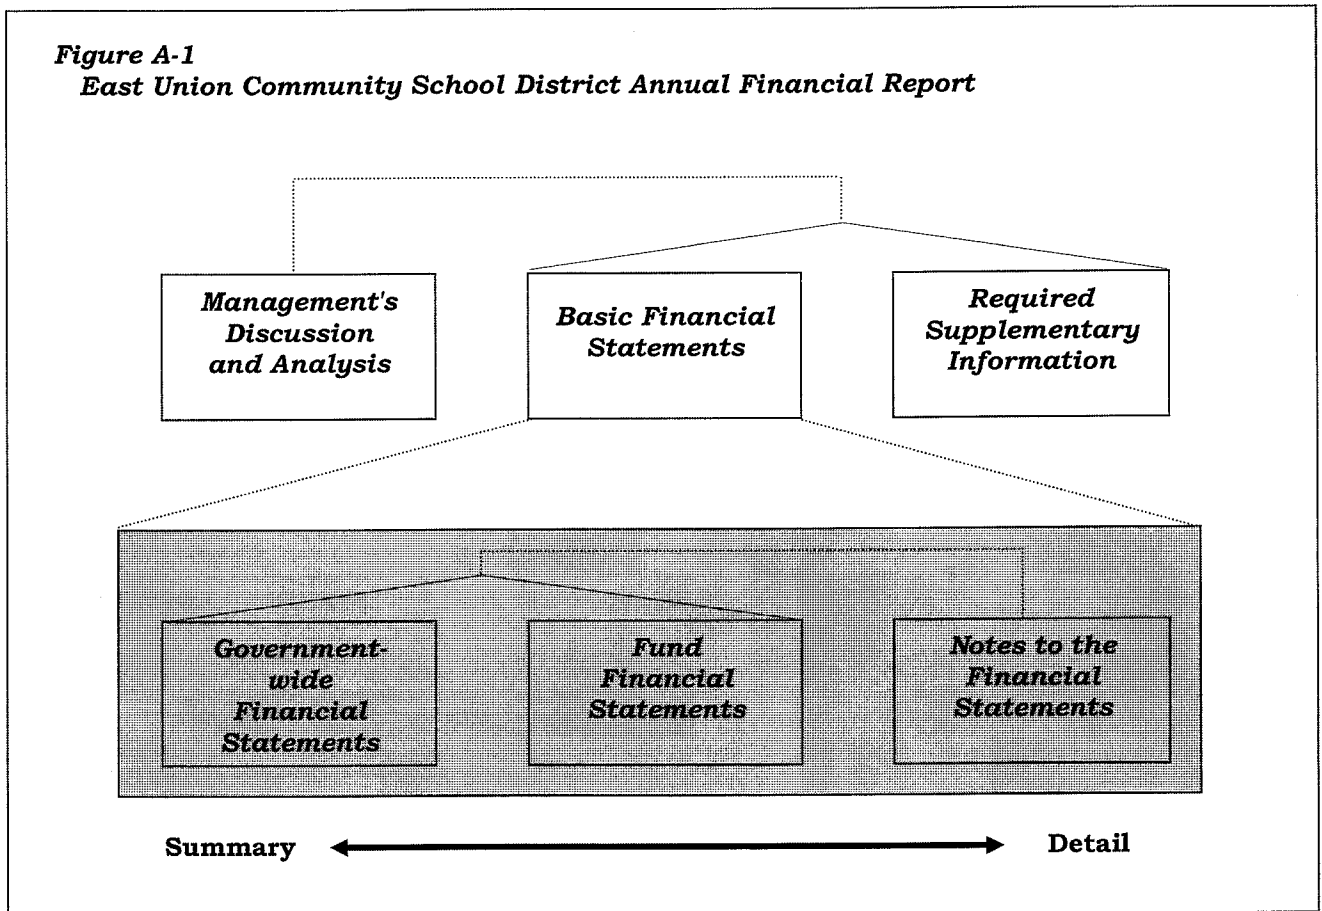 Figure A-1
East Union Community School District Annual Financial Report
Management's
Discussion
and Analysis
Basic Financial
Statements
Required
Supplementary
Information
Government-
wide
Financial
Statements
Fund
Financial
Statements
Notes to the
Financial
Statements
Summary
Detail